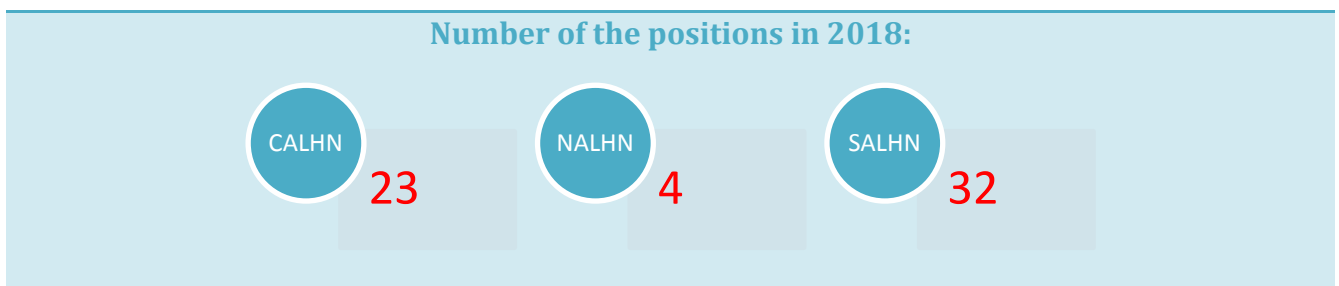 Number of the positions in 2018:
CALHN
23
NALHN
4
SALHN
32